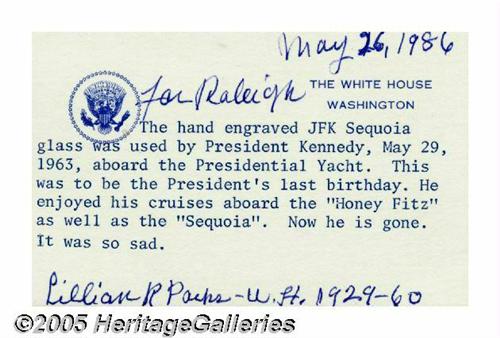 May 26, 1986
for Raleigh
THE WHITE HOUSE
WASHINGTON
The hand engraved JFK Sequoia
glass was used by President Kennedy, May 29,
1963, aboard the Presidential Yacht. This
was to be the President's last birthday. He
enjoyed his cruises aboard the "Honey Fitz"
as well as the "Sequoia". Now he is gone.
It was so sad.
Lillian R Parks - W.H. 1929-60
©2005 HeritageGalleries